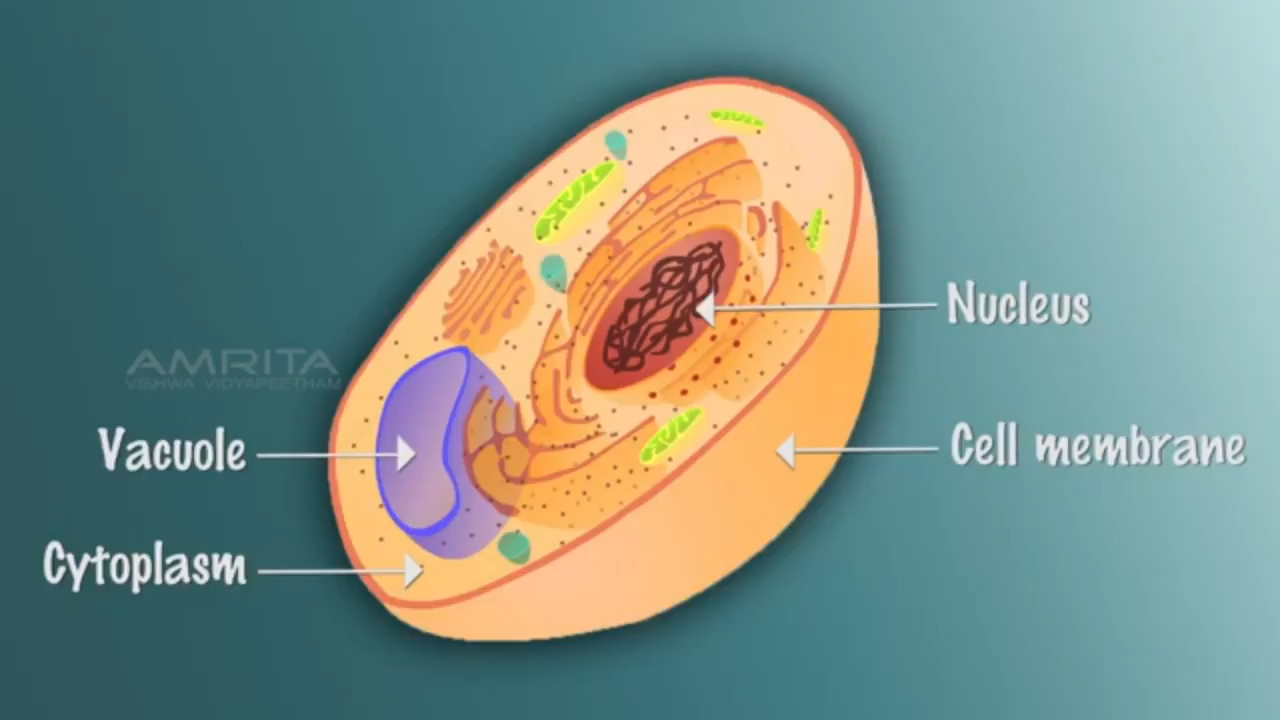 Nucleus
AMRITA
VISHWA VIDYAPEETHAM
Vacuole
Cell membrane
Cytoplasm